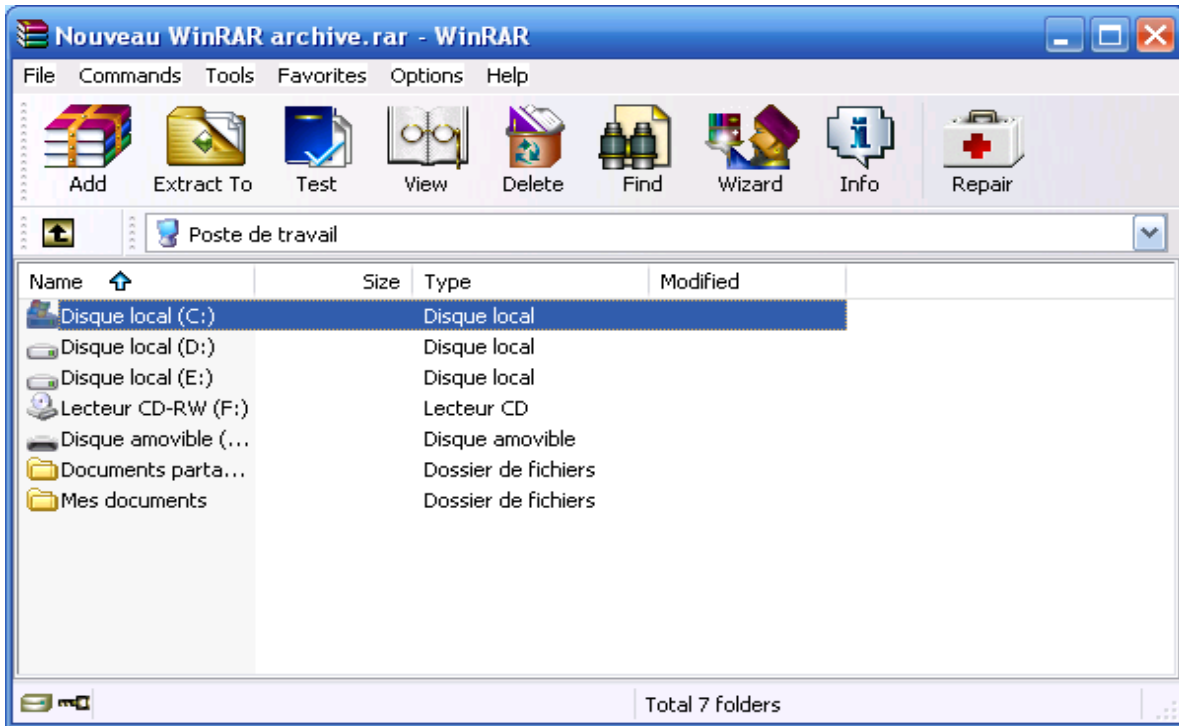 Nouveau WinRAR archive.rar - WinRAR
File Commands Tools Favorites Options Help
Add Extract To Test View Delete Find Wizard Info Repair
Poste de travail
Name Size Type Modified
Disque local (C:) Disque local
Disque local (D:) Disque local
Disque local (E:) Disque local
Lecteur CD-RW (F:) Lecteur CD
Disque amovible (... Disque amovible
Documents parta... Dossier de fichiers
Mes documents Dossier de fichiers
Total 7 folders